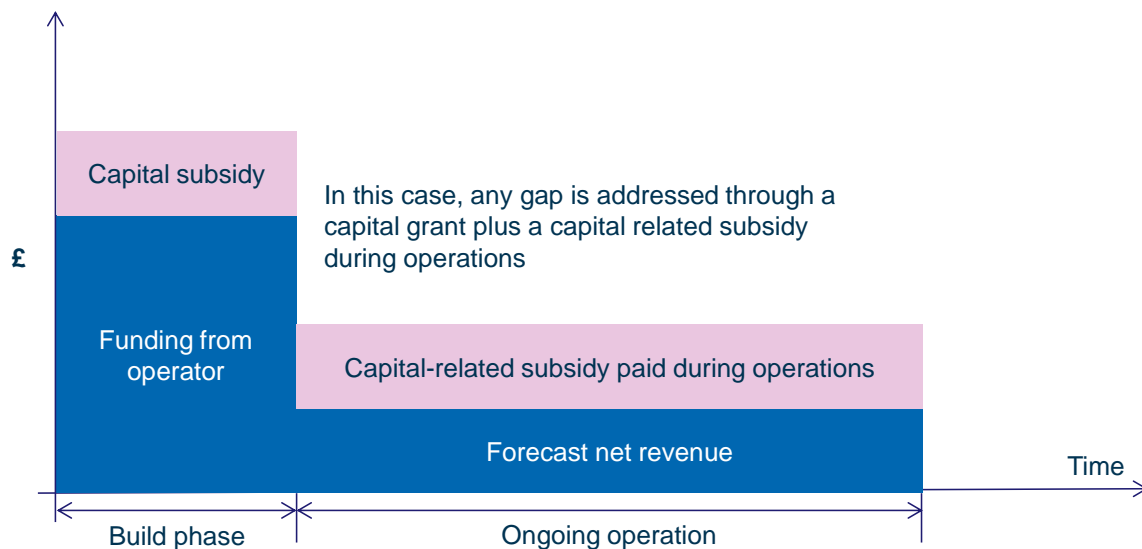 Capital subsidy
In this case, any gap is addressed through a
capital grant plus a capital related subsidy
during operations
£
Funding from
operator
Capital-related subsidy paid during operations
Forecast net revenue
Time
Build phase
Ongoing operation